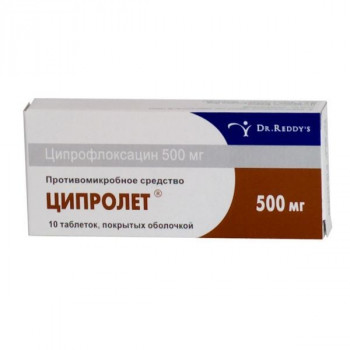 Dr.Reddy's
Ципрофлоксацин 500 мг
Противомикробное средство
ЦИПРОЛЕТ®
500 мг
10 таблеток, покрытых оболочкой